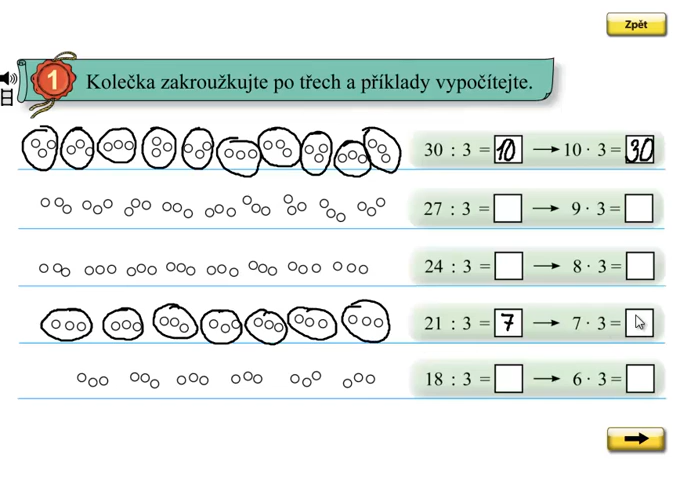 Zpět
1 Kolečka zakroužkujte po třech a příklady vypočítejte.
30 : 3 = 10 → 10 · 3 = 30
27 : 3 = → 9 · 3 =
24 : 3 = → 8 · 3 =
21 : 3 = 7 → 7 · 3 =
18 : 3 = → 6 · 3 =